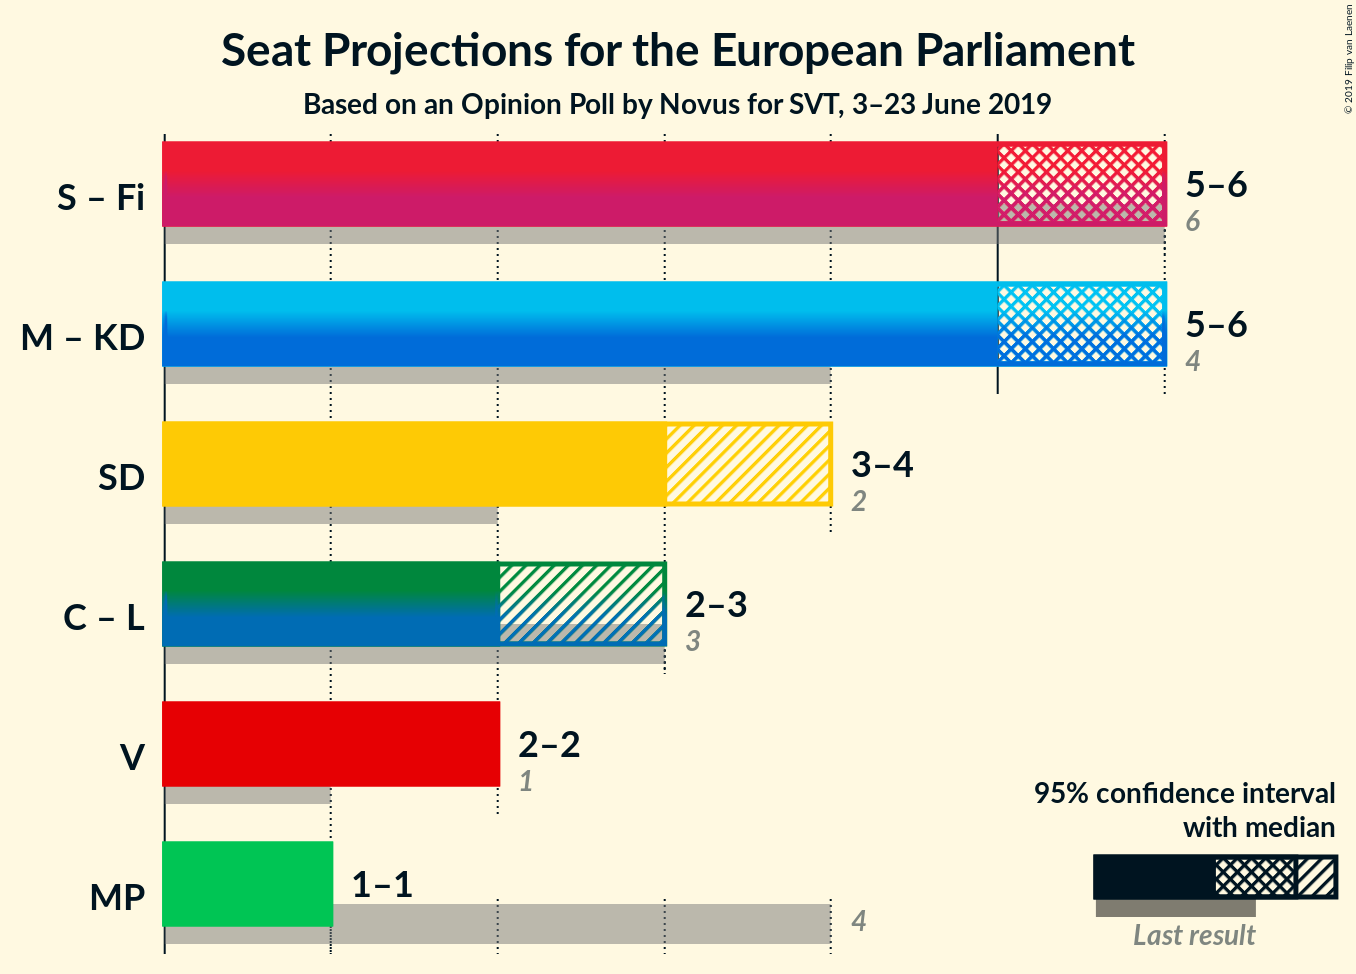 Seat Projections for the European Parliament
Based on an Opinion Poll by Novus for SVT, 3–23 June 2019
© 2019 Filip van Laenen
S – Fi
5–6
6
M – KD
5–6
4
SD
3–4
2
C – L
2–3
3
V
2–2
1
MP
1–1
4
95% confidence interval
with median
Last result